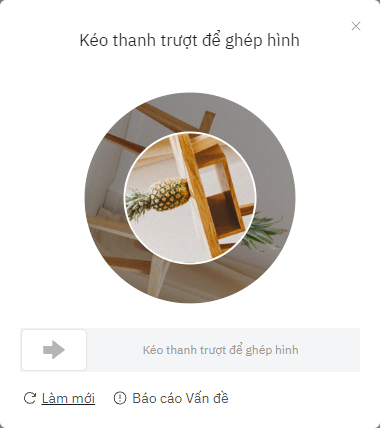 Kéo thanh trượt để ghép hình
Kéo thanh trượt để ghép hình
Làm mới
Báo cáo Vấn đề